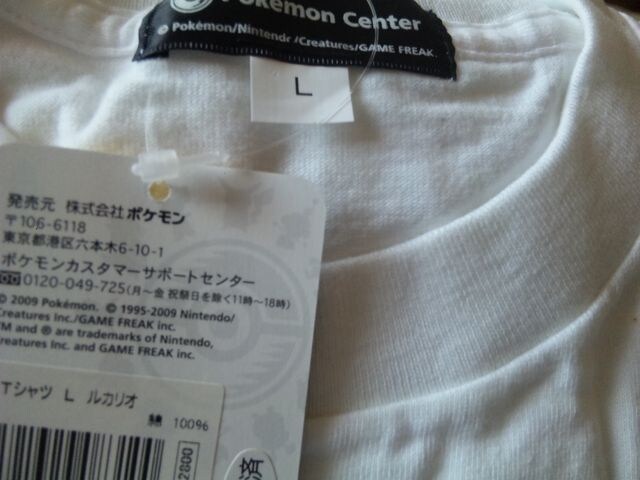 Pokémon Center
© Pokémon/Nintendo/Creatures/GAME FREAK.
L
発売元 株式会社 ポケモン
〒106-6118
東京都港区六本木6-10-1
ポケモンカスタマーサポートセンター
0120-049-725(月〜金 祝祭日を除く11時〜18時)
© 2009 Pokémon. © 1995-2009 Nintendo/
Creatures Inc./GAME FREAK inc.
TM and ® are trademarks of Nintendo,
Creatures Inc. and GAME FREAK inc.
Tシャツ L ルカリオ
綿 100%
2800
済